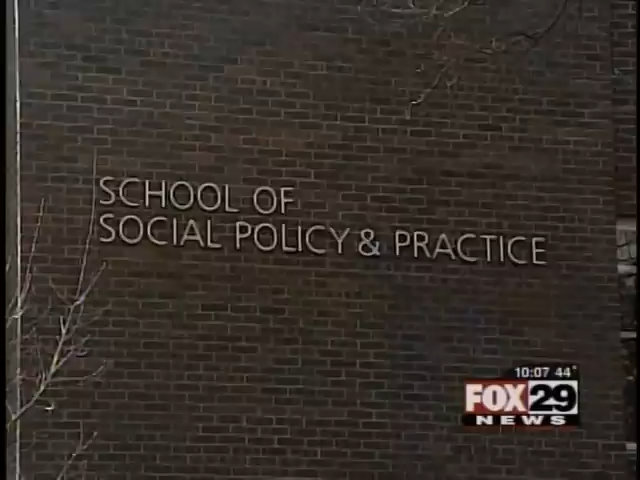 SCHOOL OF
SOCIAL POLICY & PRACTICE
10:07 44°
FOX 29
NEWS